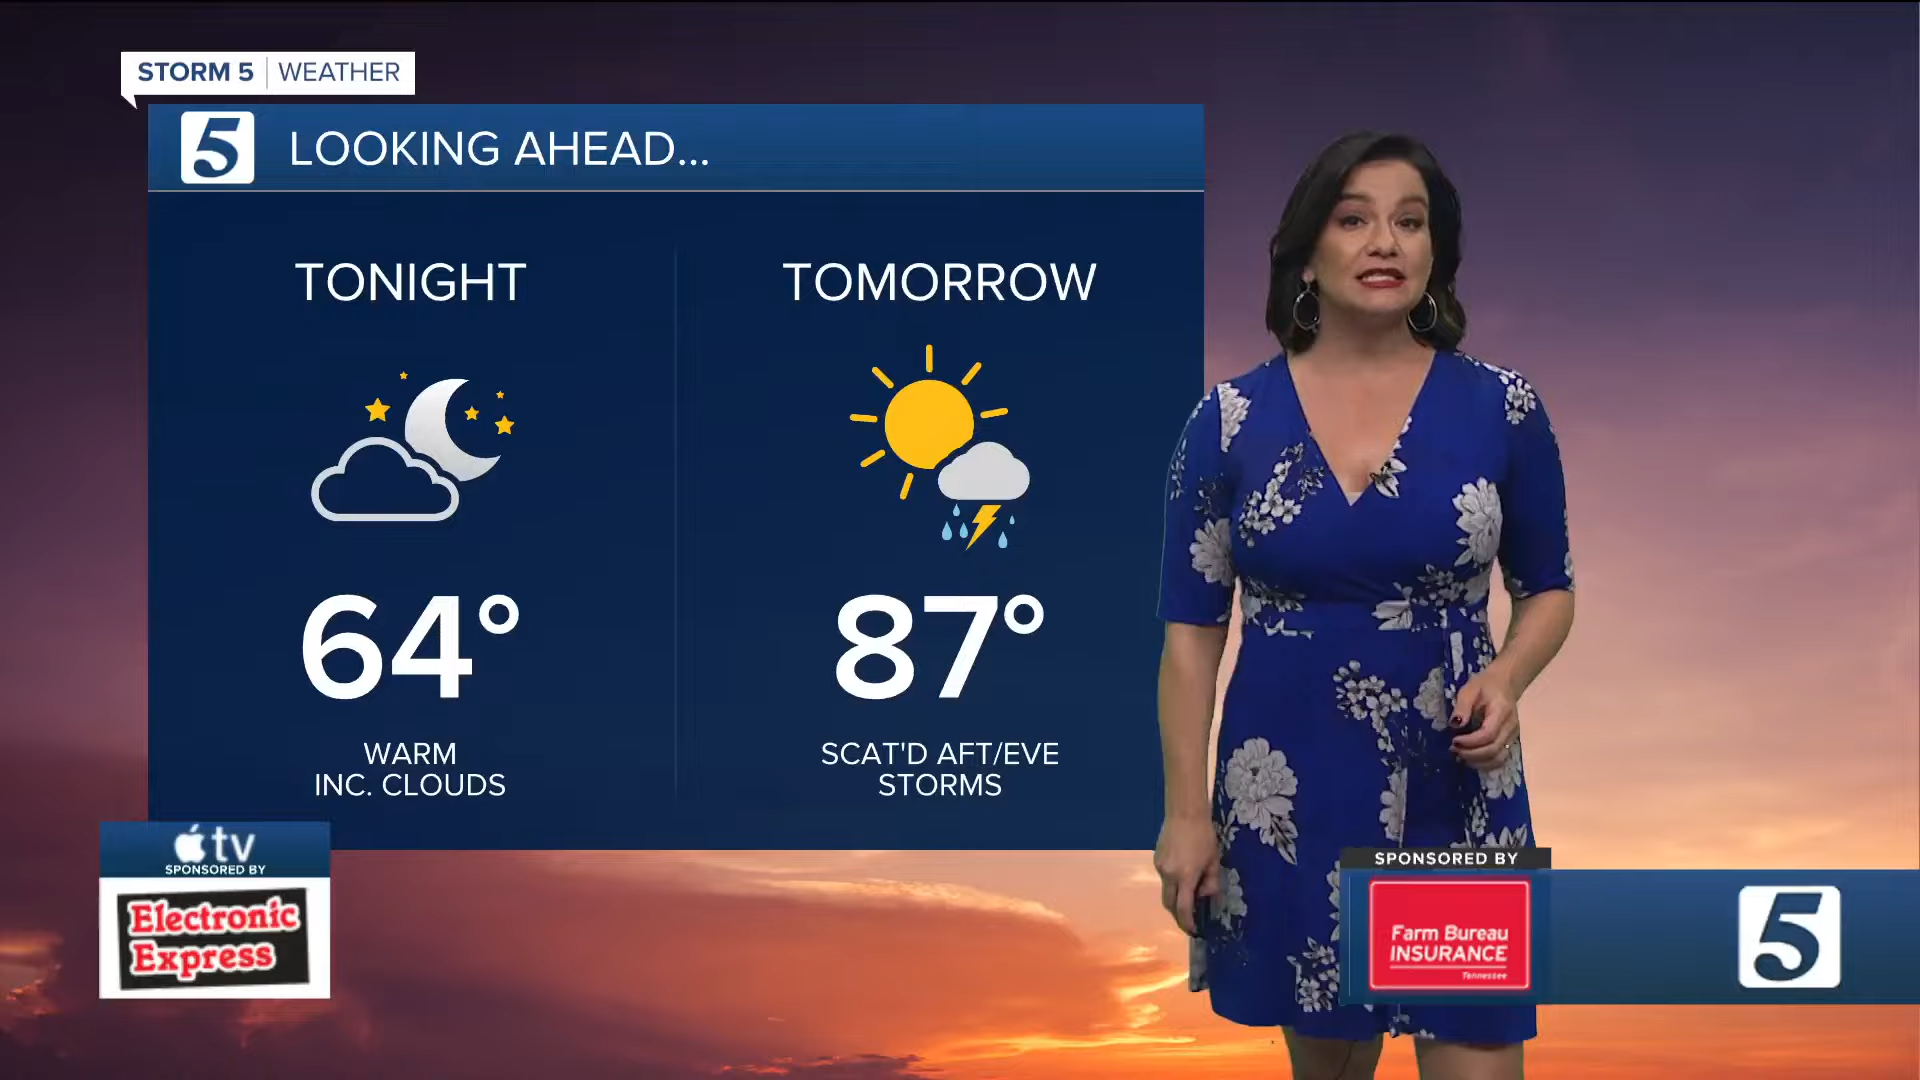 STORM 5 WEATHER
5 LOOKING AHEAD...
TONIGHT
64°
WARM
INC. CLOUDS
TOMORROW
87°
SCAT'D AFT/EVE
STORMS
tv
SPONSORED BY
Electronic
Express
SPONSORED BY
Farm Bureau
INSURANCE
Tennessee
5